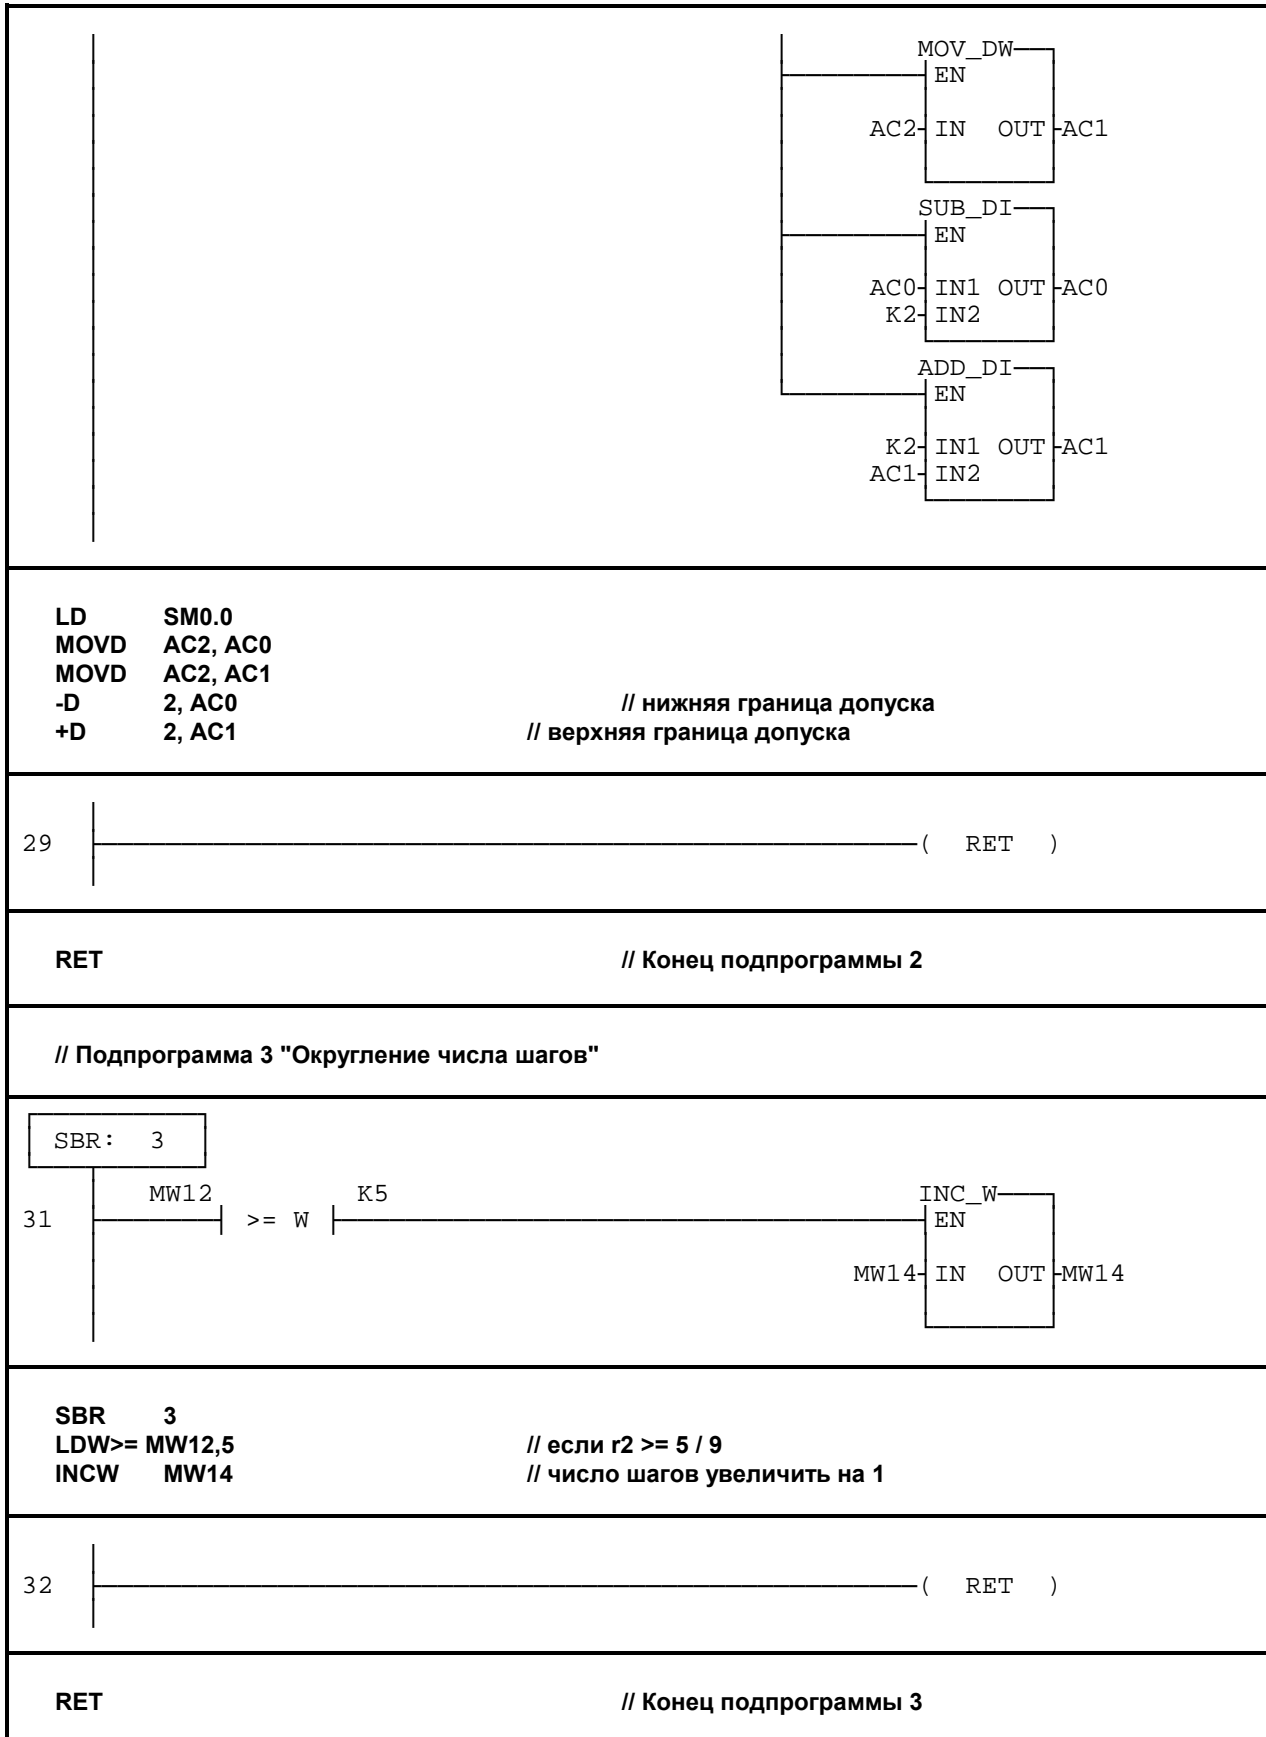 MOV_DW
EN
AC2 IN OUT AC1
SUB_DI
EN
AC0 IN1 OUT AC0
K2 IN2
ADD_DI
EN
K2 IN1 OUT AC1
AC1 IN2
LD SM0.0
MOVD AC2, AC0
MOVD AC2, AC1
-D 2, AC0 // нижняя граница допуска
+D 2, AC1 // верхняя граница допуска
29 ( RET )
RET // Конец подпрограммы 2
// Подпрограмма 3 "Округление числа шагов"
SBR: 3
MW12 K5 INC_W
31 >= W EN
MW14 IN OUT MW14
SBR 3
LDW>= MW12,5 // если r2 >= 5 / 9
INCW MW14 // число шагов увеличить на 1
32 ( RET )
RET // Конец подпрограммы 3